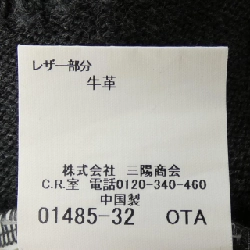 レザー部分
牛革
株式会社 三陽商会
C.R.室 電話0120-340-460
中国製
01485-32 OTA